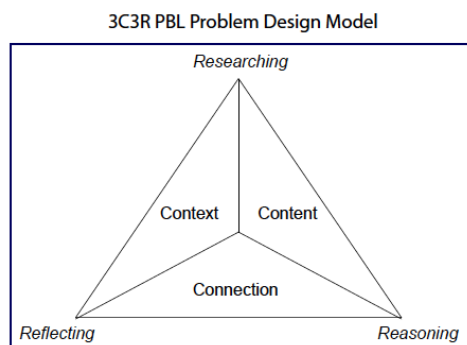 3C3R PBL Problem Design Model
Researching
Context Content
Connection
Reflecting Reasoning